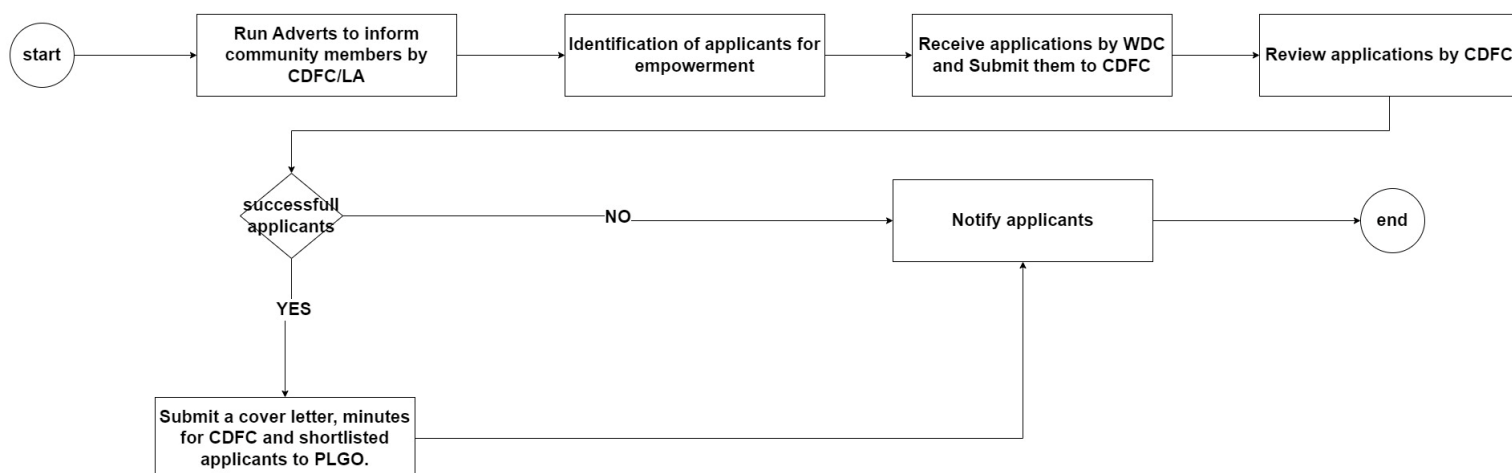 start
Run Adverts to inform
community members by
CDFC/LA
Identification of applicants for
empowerment
Receive applications by WDC
and Submit them to CDFC
Review applications by CDFC
successfull
applicants
NO
Notify applicants
end
YES
Submit a cover letter, minutes
for CDFC and shortlisted
applicants to PLGO.